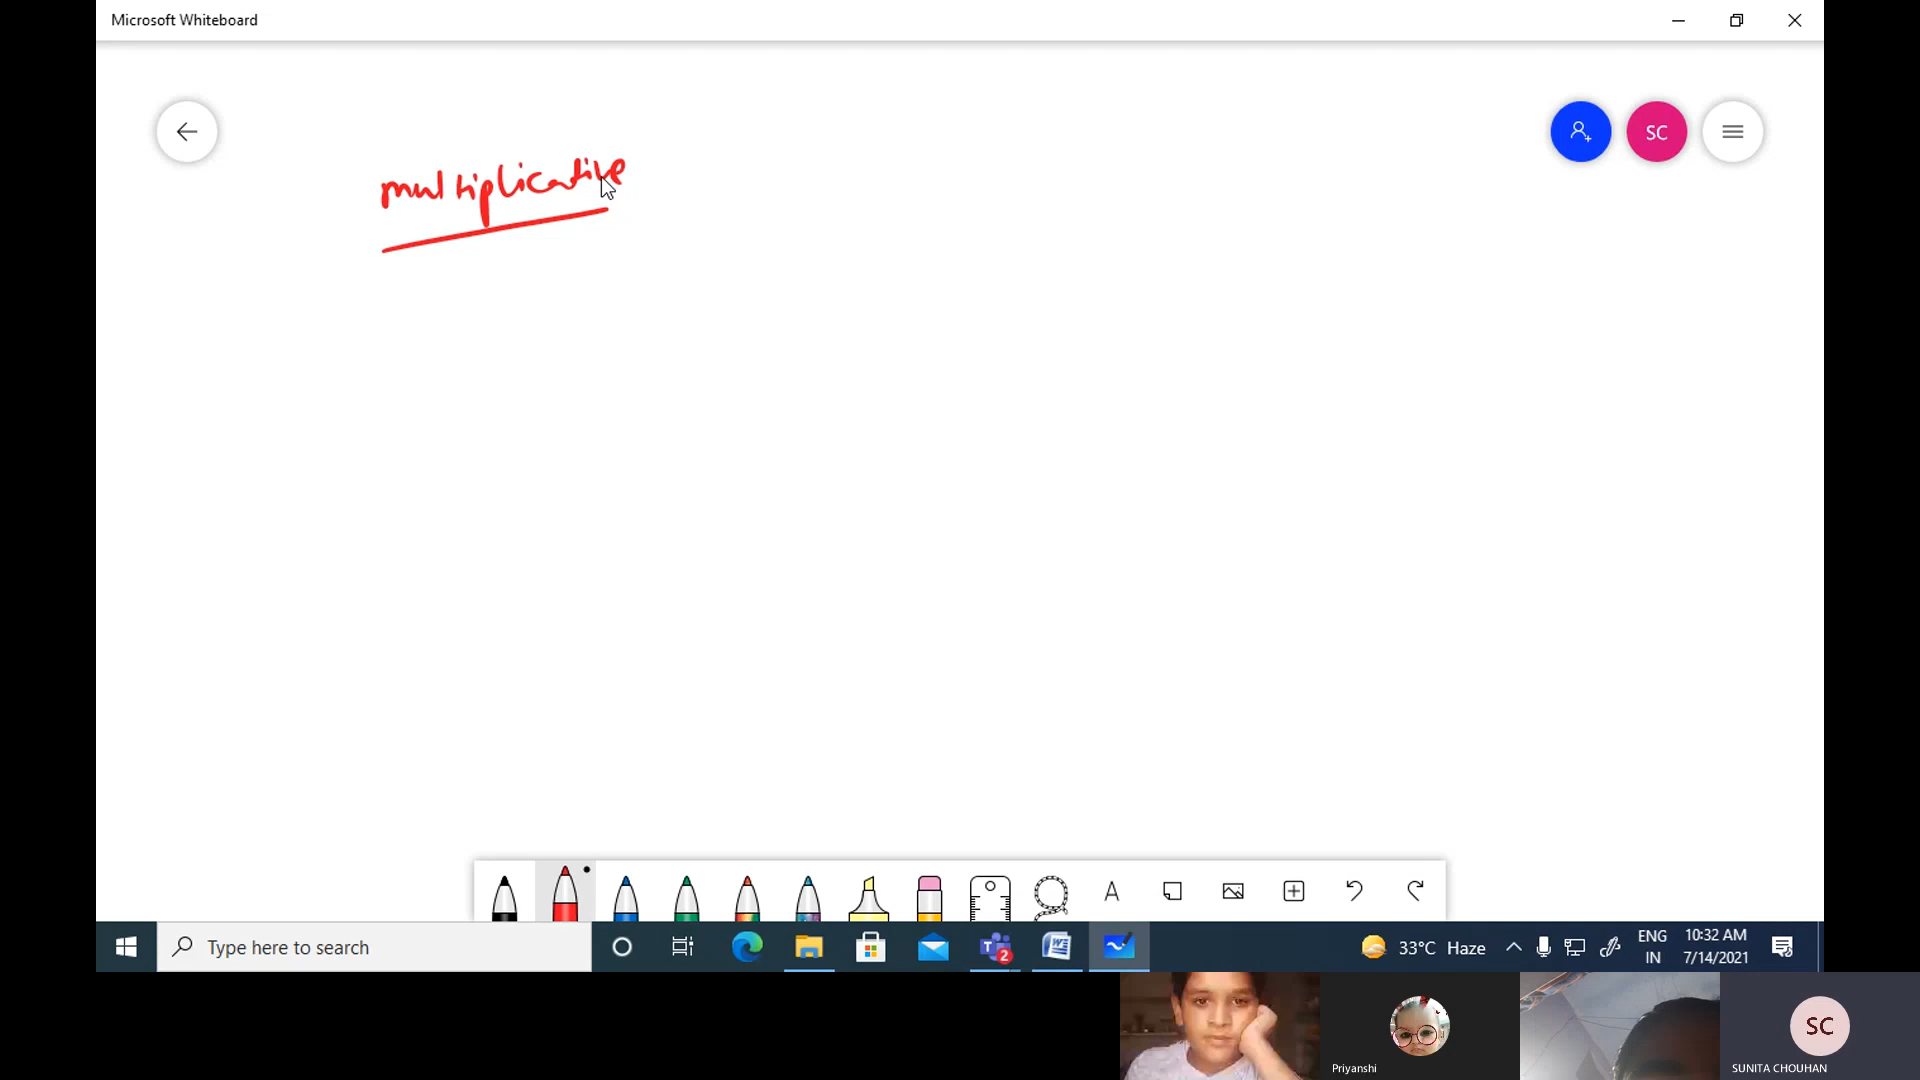 Microsoft Whiteboard
SC
multiplicative
A
Type here to search
2
33°C Haze
ENG
IN
10:32 AM
7/14/2021
Priyanshi
SC
SUNITA CHOUHAN